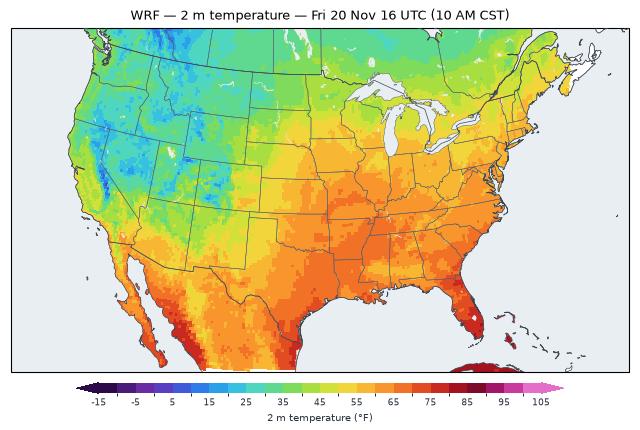 WRF — 2 m temperature — Fri 20 Nov 16 UTC (10 AM CST)
-15 -5 5 15 25 35 45 55 65 75 85 95 105
2 m temperature (°F)